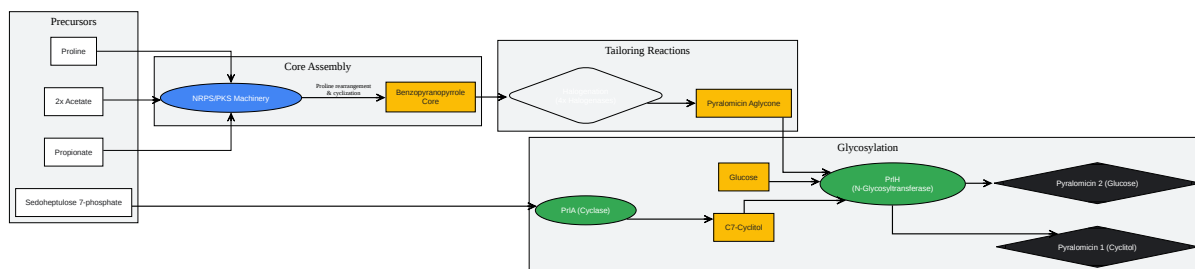 Precursors
Proline
2x Acetate
Propionate
Sedoheptulose 7-phosphate
Core Assembly
NRPS/PKS Machinery
Proline rearrangement
& cyclization
Benzopyranopyrrole
Core
Tailoring Reactions
Pyralomicin Aglycone
Glycosylation
PrlA (Cyclase)
Glucose
C7-Cyclitol
PrlH
(N-Glycosyltransferase)
Pyralomicin 2 (Glucose)
Pyralomicin 1 (Cyclitol)